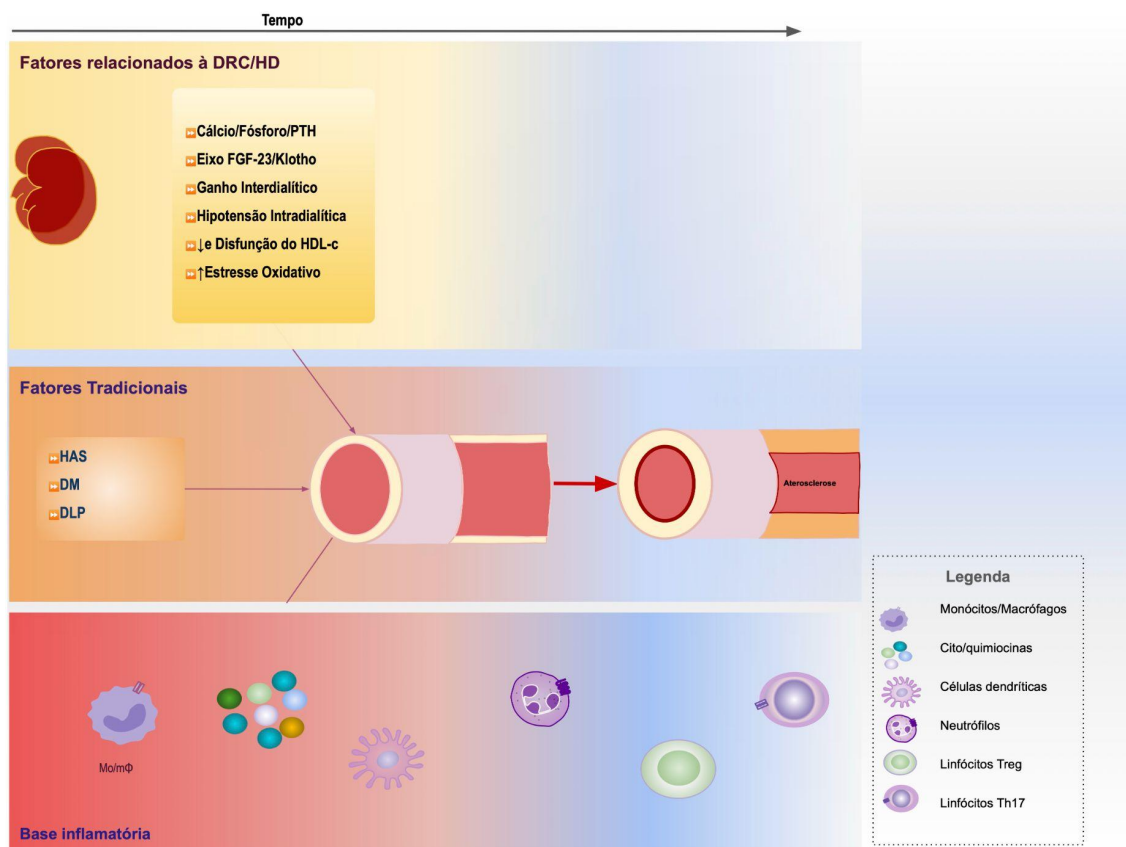 Tempo
Fatores relacionados à DRC/HD
Cálcio/Fósforo/PTH
Eixo FGF-23/Klotho
Ganho Interdialítico
Hipotensão Intradialítica
↓e Disfunção do HDL-c
↑Estresse Oxidativo
Fatores Tradicionais
HAS
DM
DLP
Aterosclerose
Mo/mΦ
Base inflamatória
Legenda
Monócitos/Macrófagos
Cito/quimiocinas
Células dendríticas
Neutrófilos
Linfócitos Treg
Linfócitos Th17